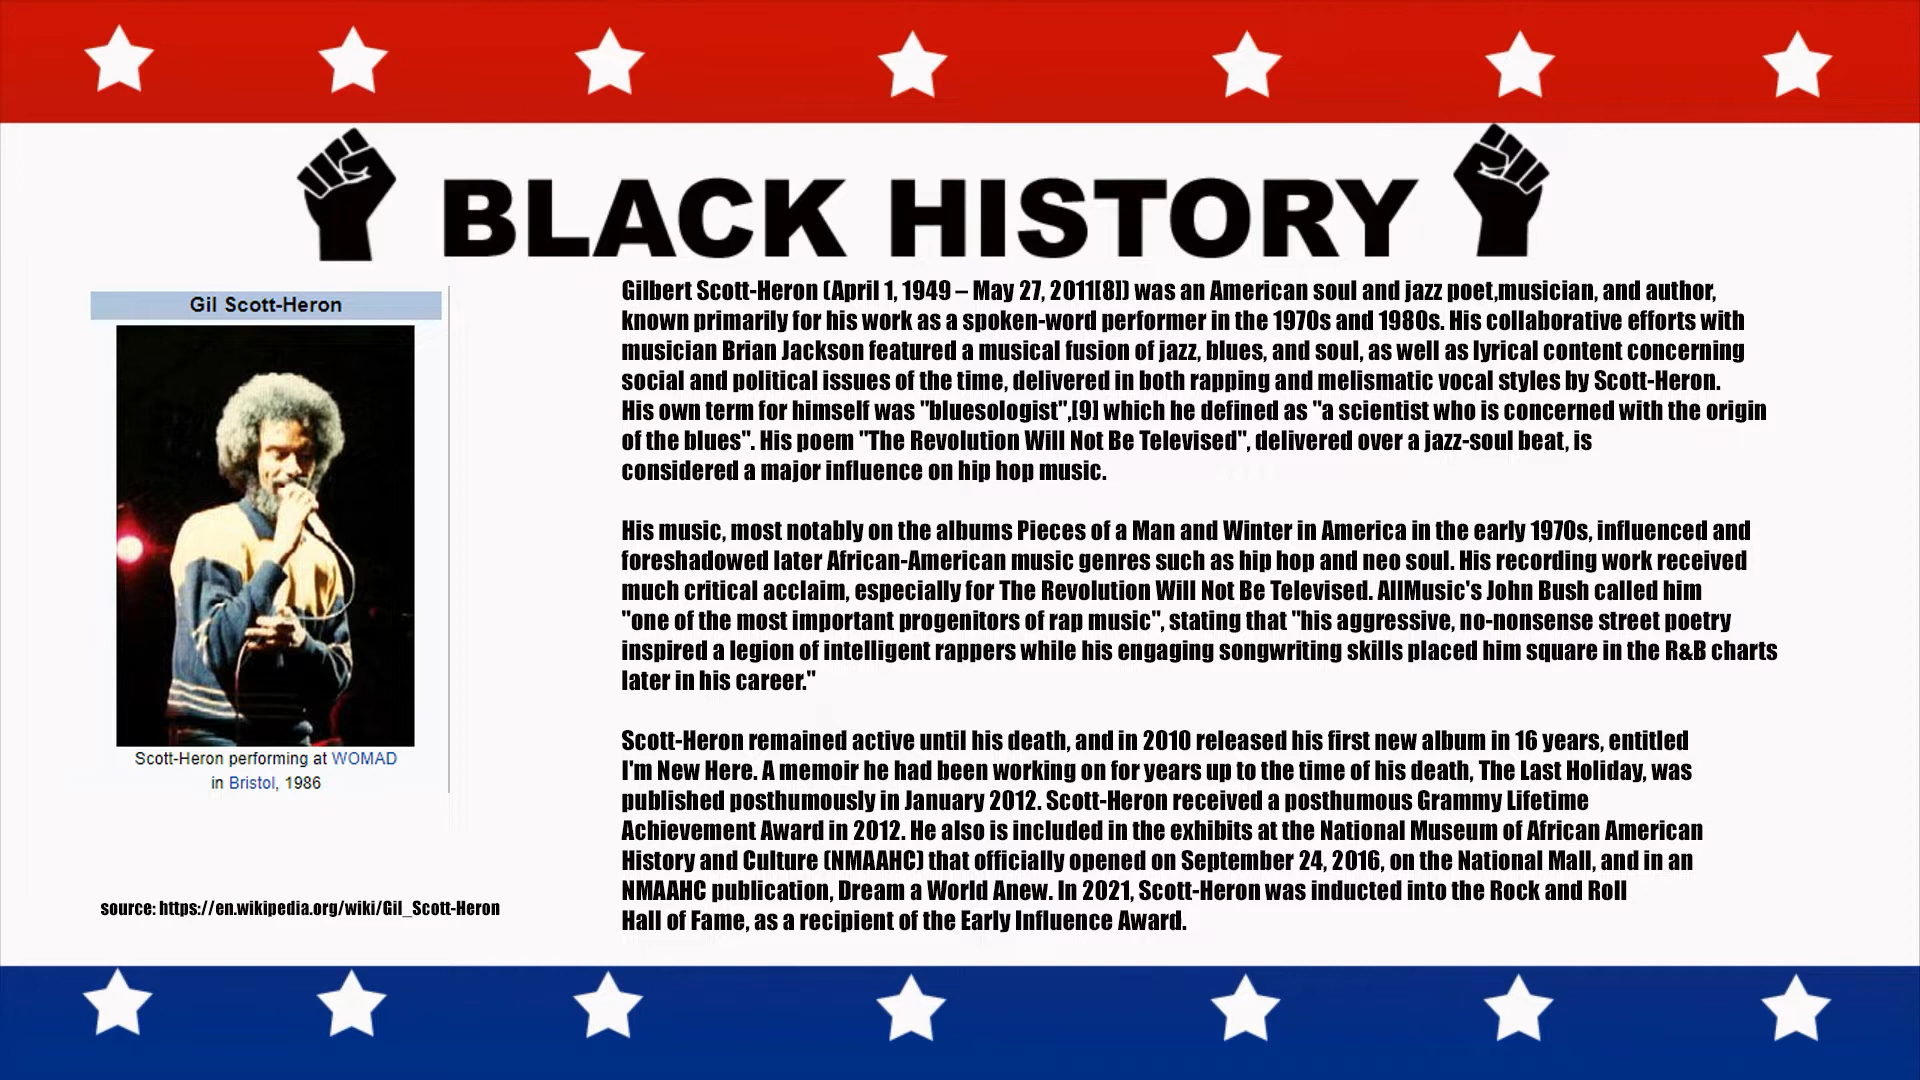 BLACK HISTORY
Gil Scott-Heron
Scott-Heron performing at WOMAD
in Bristol, 1986
source: https://en.wikipedia.org/wiki/Gil_Scott-Heron
Gilbert Scott-Heron (April 1, 1949 – May 27, 2011[8]) was an American soul and jazz poet,musician, and author,
known primarily for his work as a spoken-word performer in the 1970s and 1980s. His collaborative efforts with
musician Brian Jackson featured a musical fusion of jazz, blues, and soul, as well as lyrical content concerning
social and political issues of the time, delivered in both rapping and melismatic vocal styles by Scott-Heron.
His own term for himself was "bluesologist",[9] which he defined as "a scientist who is concerned with the origin
of the blues". His poem "The Revolution Will Not Be Televised", delivered over a jazz-soul beat, is
considered a major influence on hip hop music.
His music, most notably on the albums Pieces of a Man and Winter in America in the early 1970s, influenced and
foreshadowed later African-American music genres such as hip hop and neo soul. His recording work received
much critical acclaim, especially for The Revolution Will Not Be Televised. AllMusic's John Bush called him
"one of the most important progenitors of rap music", stating that "his aggressive, no-nonsense street poetry
inspired a legion of intelligent rappers while his engaging songwriting skills placed him square in the R&B charts
later in his career."
Scott-Heron remained active until his death, and in 2010 released his first new album in 16 years, entitled
I'm New Here. A memoir he had been working on for years up to the time of his death, The Last Holiday, was
published posthumously in January 2012. Scott-Heron received a posthumous Grammy Lifetime
Achievement Award in 2012. He also is included in the exhibits at the National Museum of African American
History and Culture (NMAAHC) that officially opened on September 24, 2016, on the National Mall, and in an
NMAAHC publication, Dream a World Anew. In 2021, Scott-Heron was inducted into the Rock and Roll
Hall of Fame, as a recipient of the Early Influence Award.